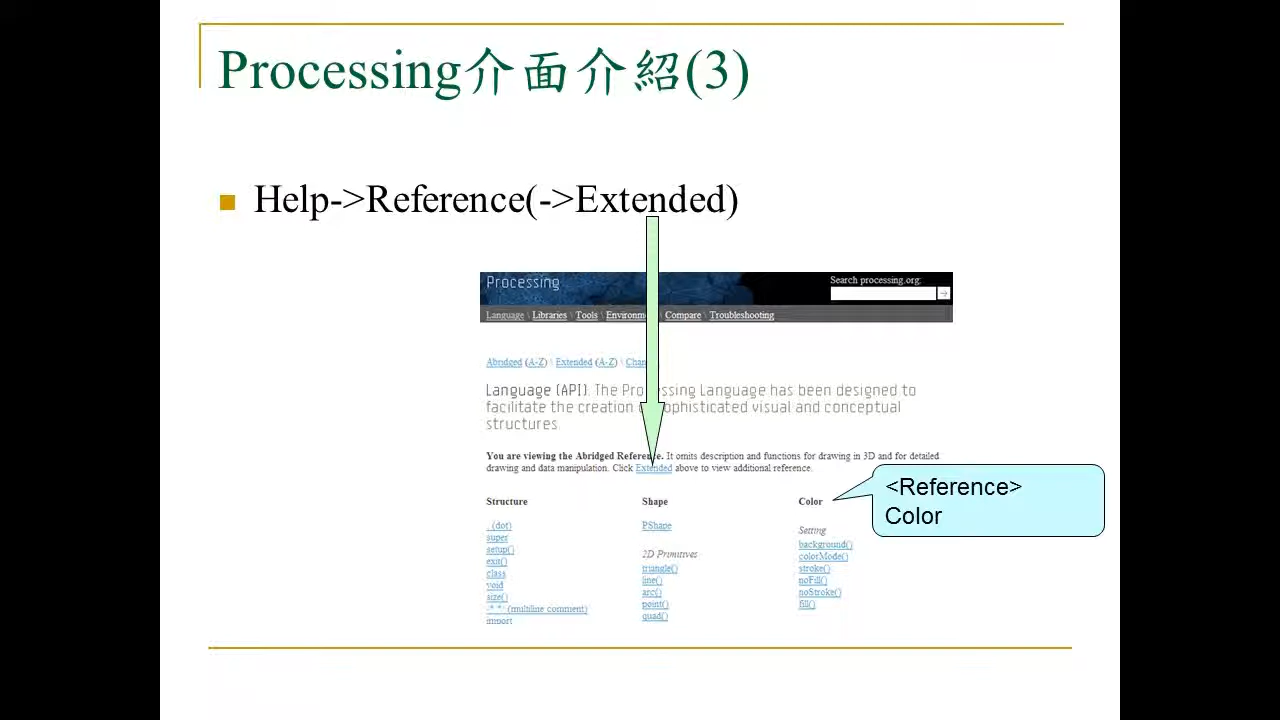 Processing介面介紹(3)
Help->Reference(->Extended)
Processing
Search processing.org:
Language \ Libraries \ Tools \ Environm \ Compare \ Troubleshooting
Abridged (A-Z) \ Extended (A-Z) \ Chan
Language (API). The Pro ssing Language has been designed to
facilitate the creation ophisticated visual and conceptual
structures.
You are viewing the Abridged Reference. It omits description and functions for drawing in 3D and for detailed
drawing and data manipulation. Click Extended above to view additional reference.
<Reference>
Color
Structure
. (dot)
super
setup()
exit()
class
void
size()
(multiline comment)
import
Shape
PShape
2D Primitives
triangle()
line()
arc()
point()
quad()
Color
Setting
background()
colorMode()
stroke()
noFill()
noStroke()
fill()